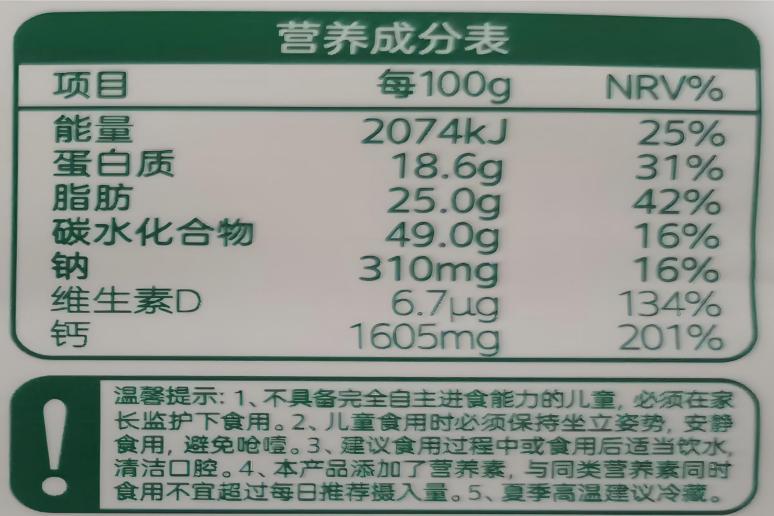 营养成分表
项目 每100g NRV%
能量 2074kJ 25%
蛋白质 18.6g 31%
脂肪 25.0g 42%
碳水化合物 49.0g 16%
钠 310mg 16%
维生素D 6.7μg 134%
钙 1605mg 201%
温馨提示: 1、不具备完全自主进食能力的儿童, 必须在家
长监护下食用。2、儿童食用时必须保持坐立姿势, 安静
食用, 避免呛噎。3、建议食用过程中或食用后适当饮水,
清洁口腔。4、本产品添加了营养素, 与同类营养素同时
食用不宜超过每日推荐摄入量。5、夏季高温建议冷藏。